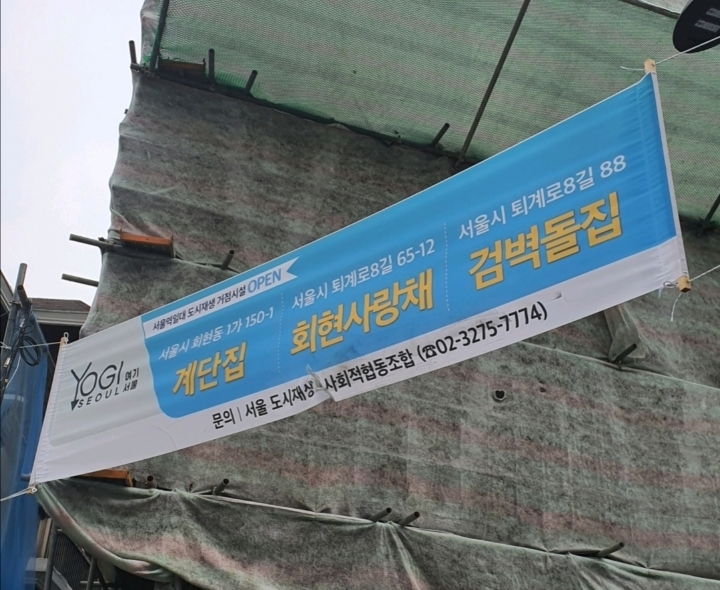 YOGI 여기
SEOUL 서울
서울역일대 도시재생 거점시설 OPEN
서울시 회현동 1가 150-1
계단집
서울시 퇴계로8길 65-12
회현사랑채
서울시 퇴계로8길 88
검벽돌집
문의 | 서울 도시재생 사회적협동조합 (☎02-3275-7774)